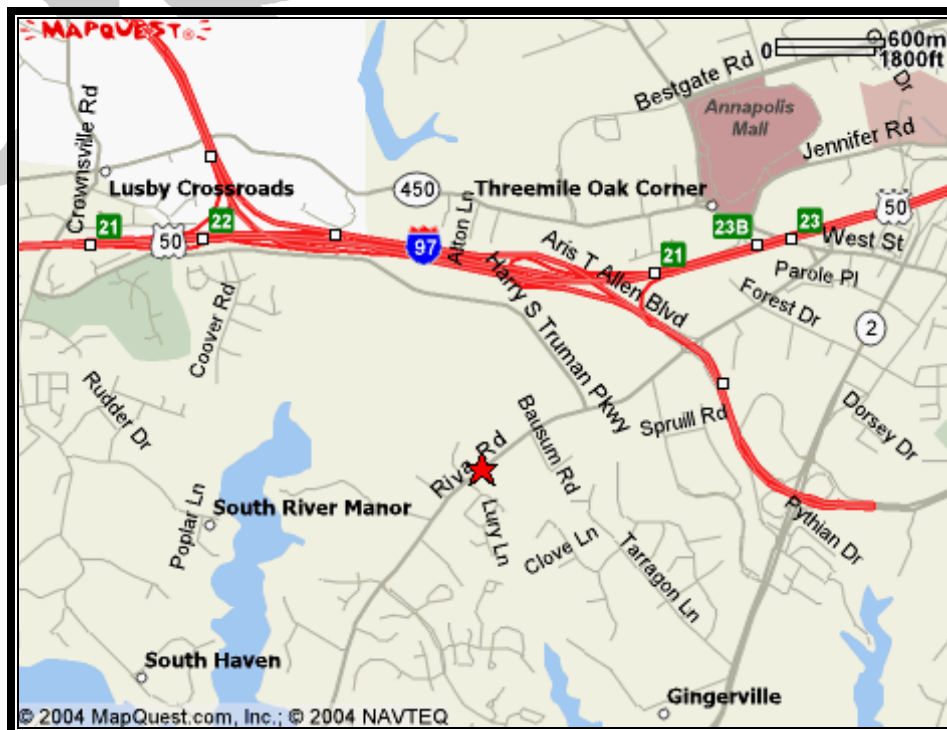 MAPQUEST®
0 600m
1800ft
Bestgate Rd
Dr
Annapolis
Mall
Jennifer Rd
Crownsville Rd
Lusby Crossroads
450
Threemile Oak Corner
50
21
50
22
97
Alton Ln
Aris T Allen Blvd
21
23B
23
West St
Parole Pl
Harry S Truman Pkwy
Forest Dr
2
Coover Rd
Rudder Dr
Bausum Rd
Spruill Rd
Dorsey Dr
Riva Rd
Poplar Ln
South River Manor
Lury Ln
Clove Ln
Tarragon Ln
Pythian Dr
South Haven
Gingerville
© 2004 MapQuest.com, Inc.; © 2004 NAVTEQ